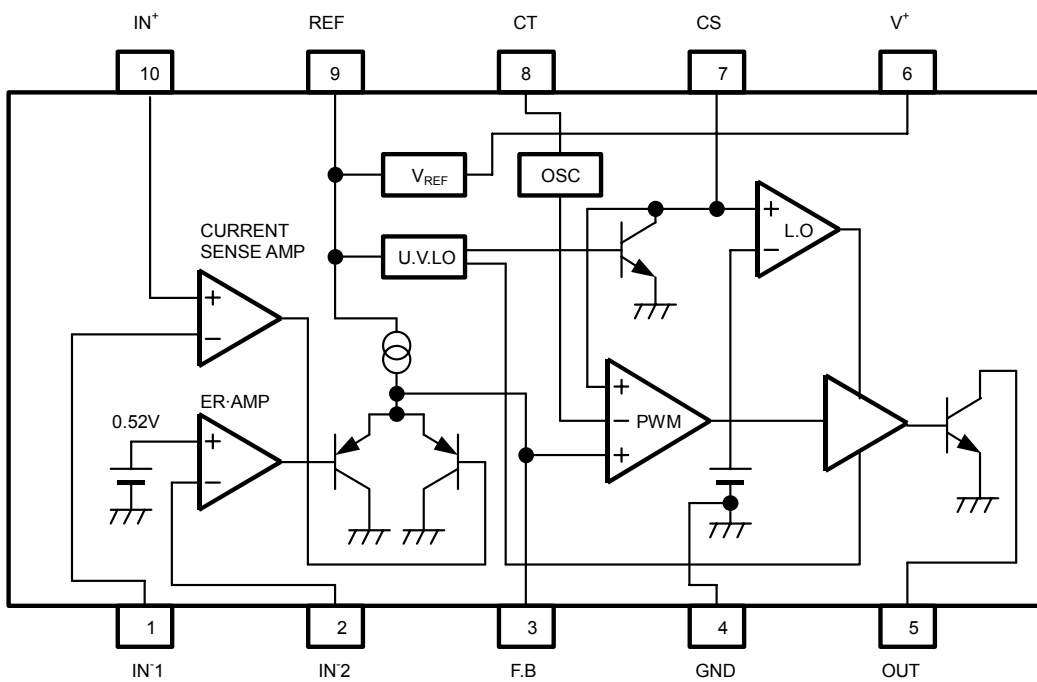 IN+ REF CT CS V+
10 9 8 7 6
VREF OSC
+ L.O
CURRENT
SENSE AMP
U.V.LO −
+
−
ER·AMP
0.52V + PWM
+ −
− +
1 2 3 4 5
IN-1 IN-2 F.B GND OUT